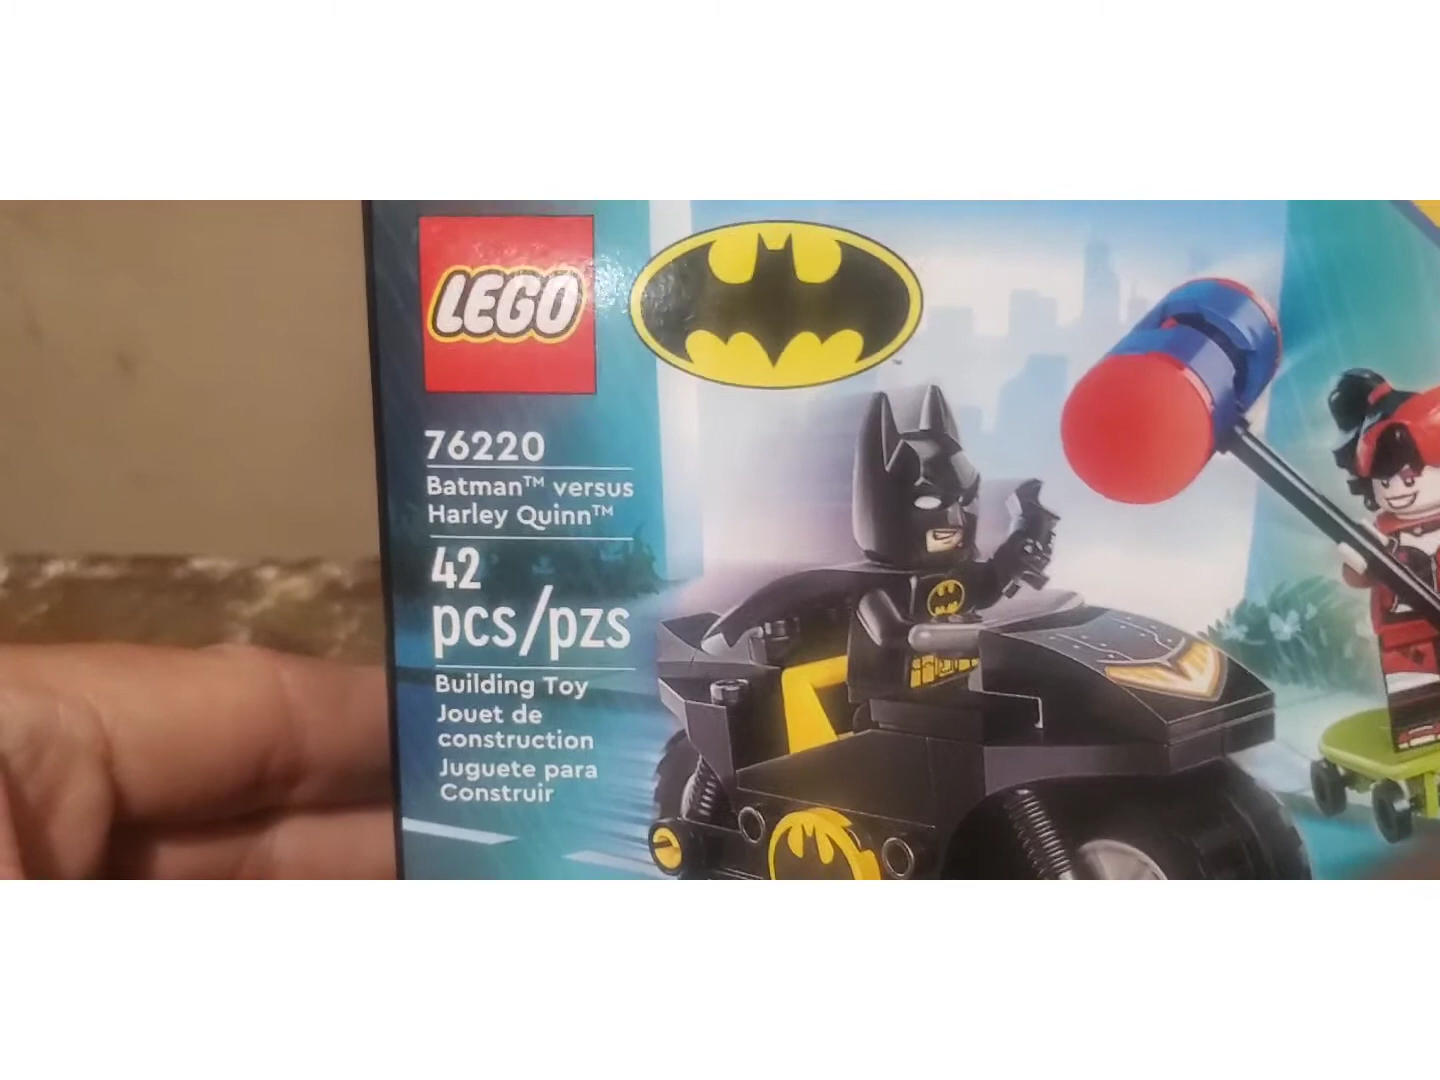 LEGO
76220
Batman™ versus
Harley Quinn™
42
pcs/pzs
Building Toy
Jouet de
construction
Juguete para
Construir